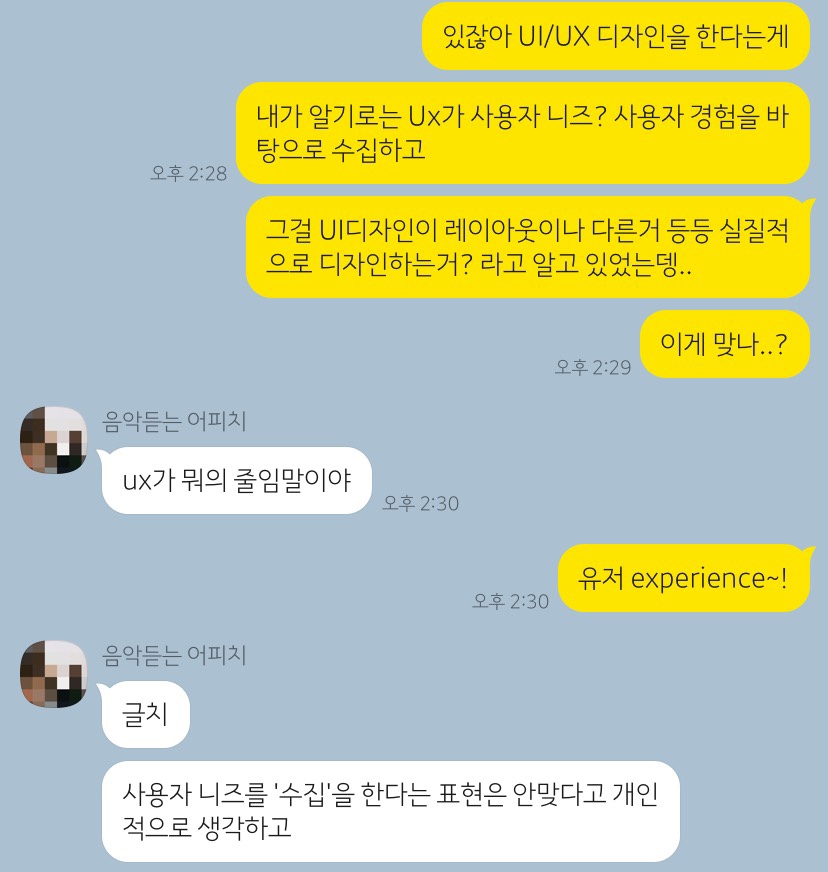 있잖아 UI/UX 디자인을 한다는게
내가 알기로는 Ux가 사용자 니즈? 사용자 경험을 바
탕으로 수집하고
오후 2:28
그걸 UI디자인이 레이아웃이나 다른거 등등 실질적
으로 디자인하는거? 라고 알고 있었는뎅..
이게 맞나..?
오후 2:29
음악듣는 어피치
ux가 뭐의 줄임말이야
오후 2:30
유저 experience~!
오후 2:30
음악듣는 어피치
글치
사용자 니즈를 '수집'을 한다는 표현은 안맞다고 개인
적으로 생각하고